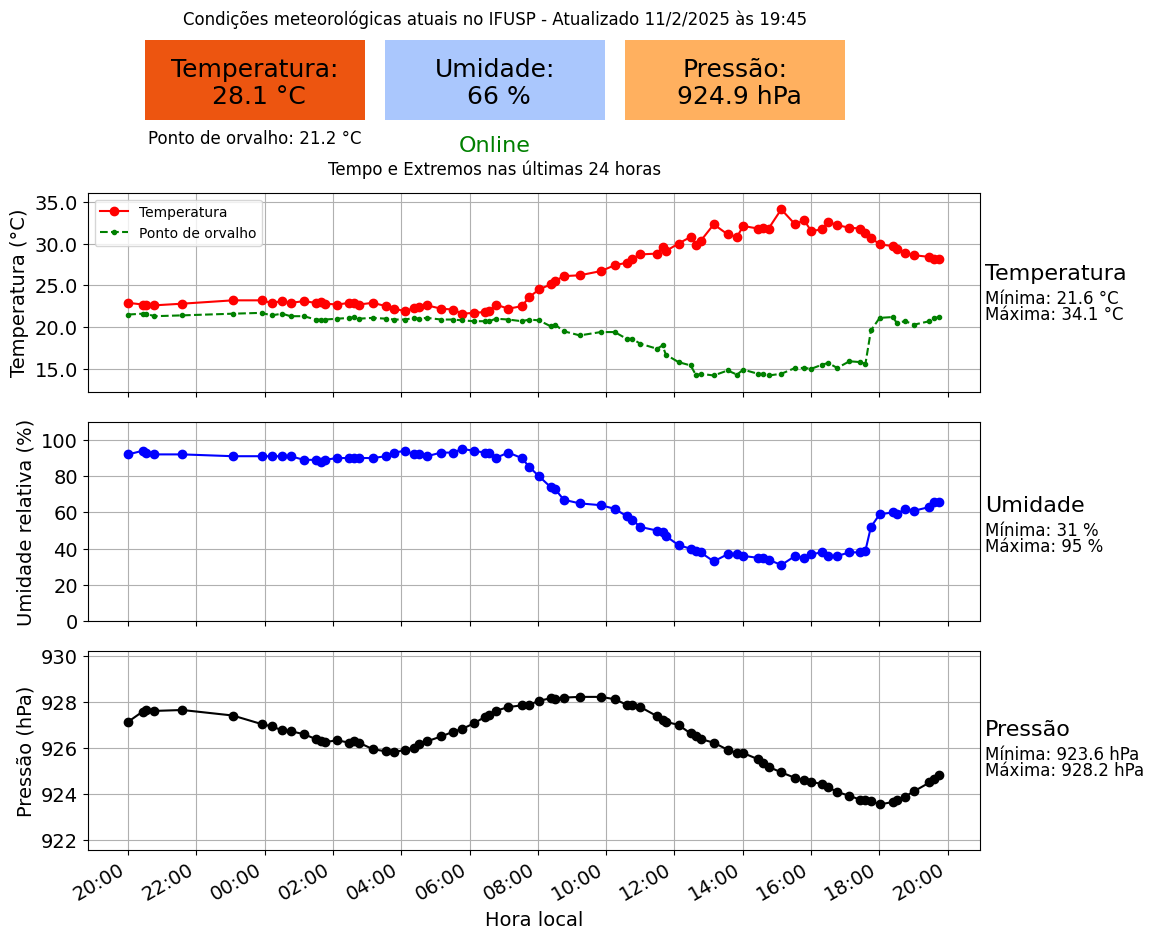 Condições meteorológicas atuais no IFUSP - Atualizado 11/2/2025 às 19:45
Temperatura:
28.1 °C
Umidade:
66 %
Pressão:
924.9 hPa
Ponto de orvalho: 21.2 °C
Online
Tempo e Extremos nas últimas 24 horas
Temperatura (°C)
35.0
30.0
25.0
20.0
15.0
Temperatura
Ponto de orvalho
Temperatura
Mínima: 21.6 °C
Máxima: 34.1 °C
Umidade relativa (%)
100
80
60
40
20
0
Umidade
Mínima: 31 %
Máxima: 95 %
Pressão (hPa)
930
928
926
924
922
Pressão
Mínima: 923.6 hPa
Máxima: 928.2 hPa
20:00 22:00 00:00 02:00 04:00 06:00 08:00 10:00 12:00 14:00 16:00 18:00 20:00
Hora local